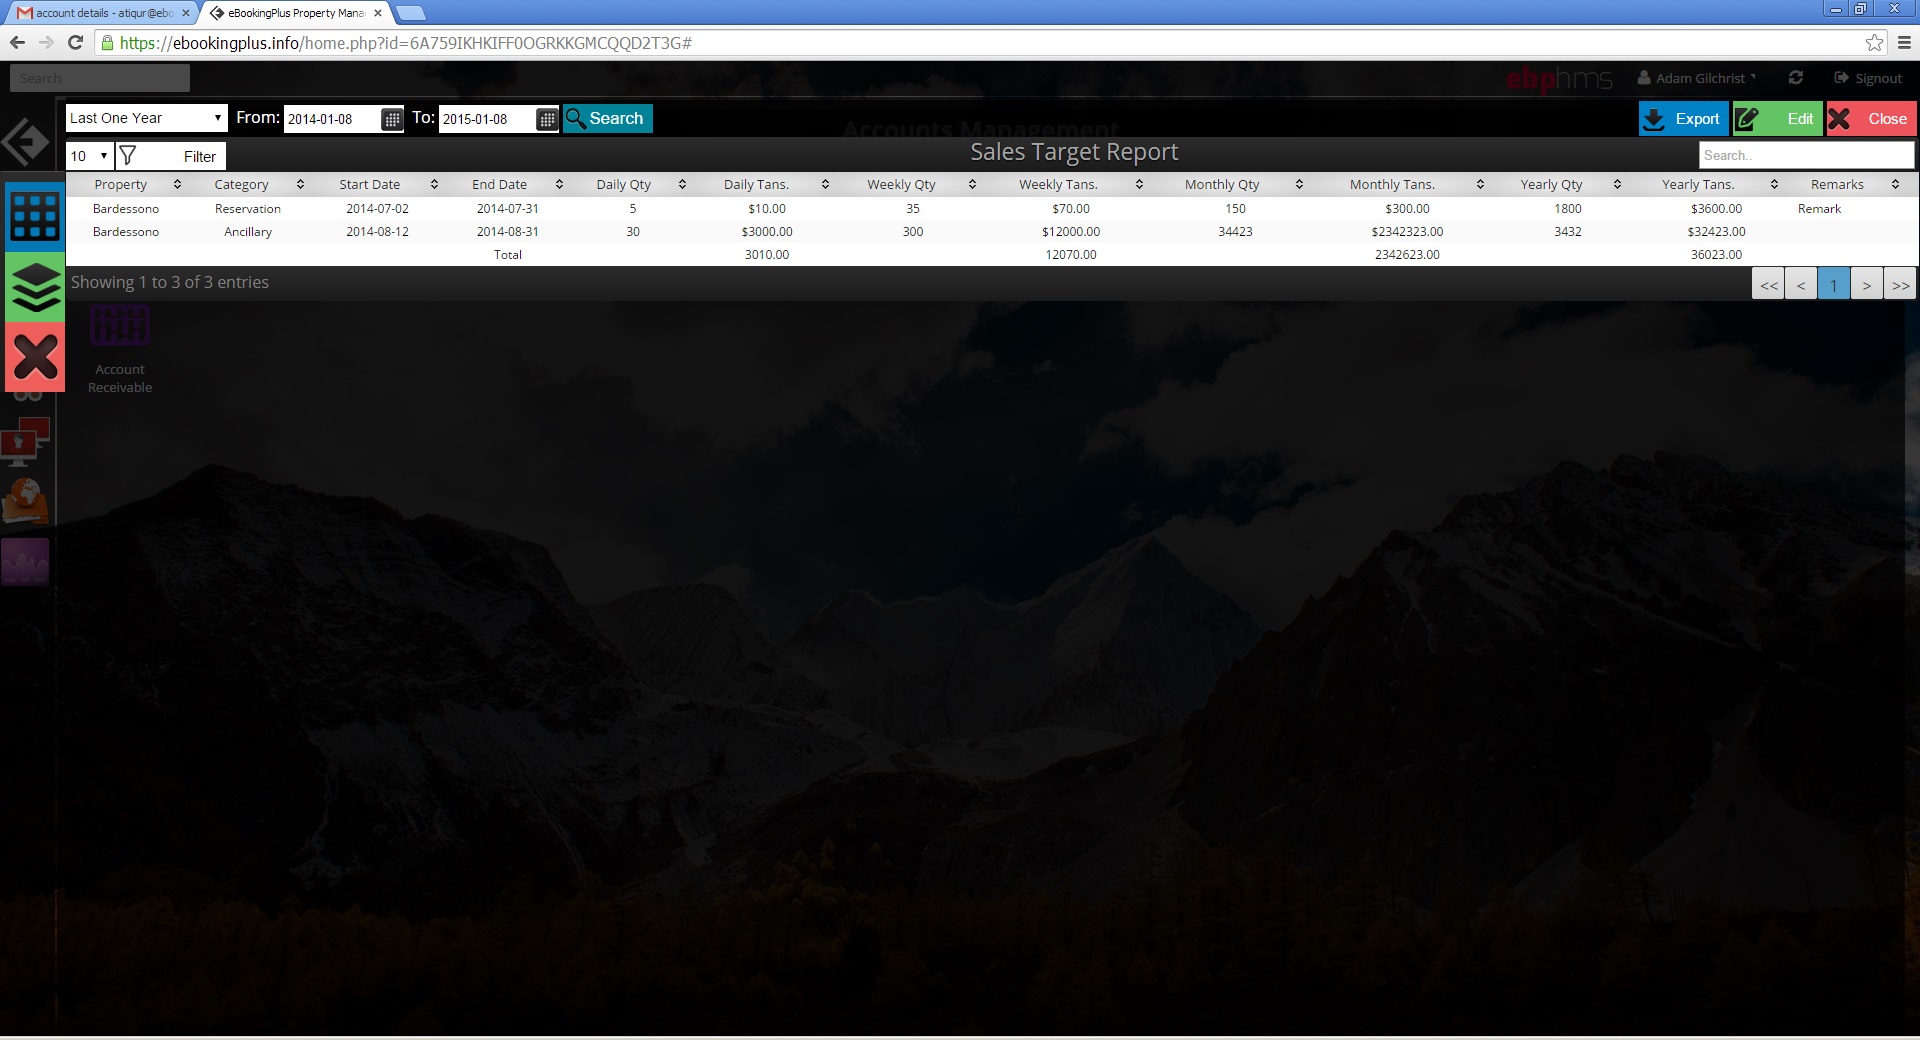 account details - atiqur@ebo
eBookingPlus Property Mana
https://ebookingplus.info/home.php?id=6A759IKHKIFF0OGRKKGMCQQD2T3G#
Search
ebphms
Adam Gilchrist
Signout
Last One Year From: 2014-01-08 To: 2015-01-08 Search
Accounts Management
Export Edit Close
10 Filter
Sales Target Report
Search..
Property Category Start Date End Date Daily Qty Daily Tans. Weekly Qty Weekly Tans. Monthly Qty Monthly Tans. Yearly Qty Yearly Tans. Remarks
Bardessono Reservation 2014-07-02 2014-07-31 5 $10.00 35 $70.00 150 $300.00 1800 $3600.00 Remark
Bardessono Ancillary 2014-08-12 2014-08-31 30 $3000.00 300 $12000.00 34423 $2342323.00 3432 $32423.00
Total 3010.00 12070.00 2342623.00 36023.00
Showing 1 to 3 of 3 entries
<< < 1 > >>
Account
Receivable